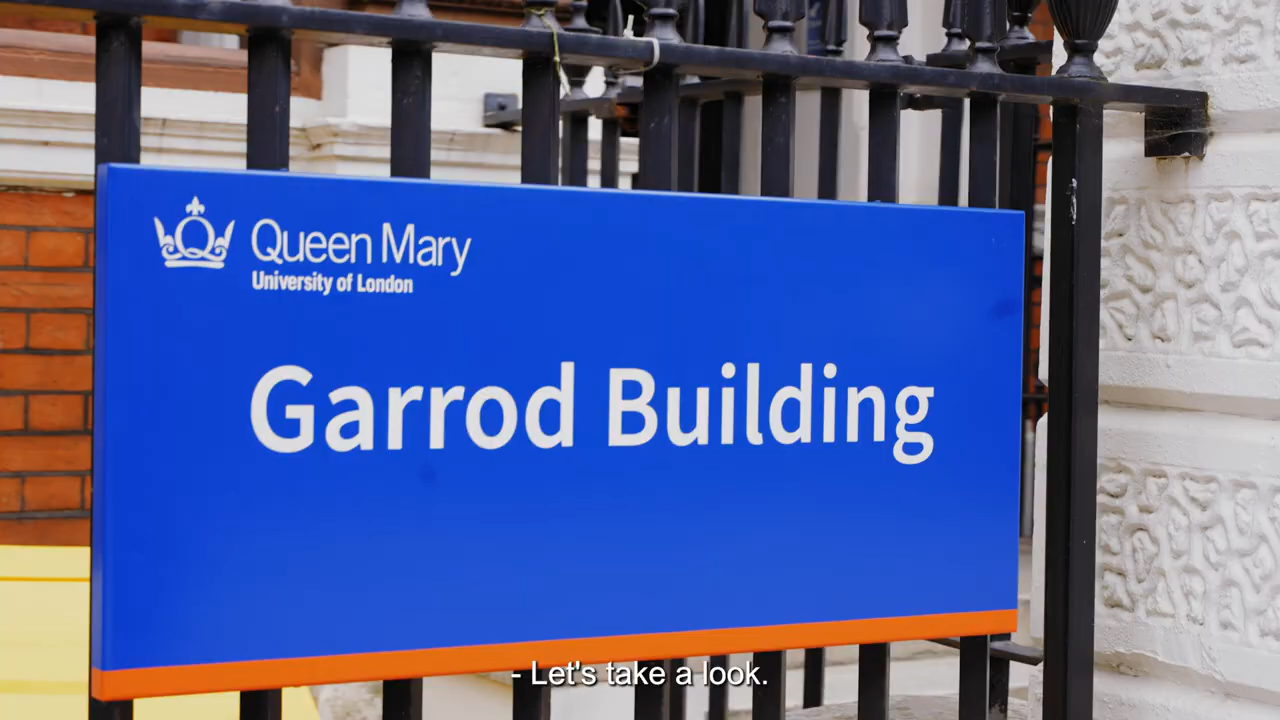 Queen Mary
University of London
Garrod Building
- Let's take a look.